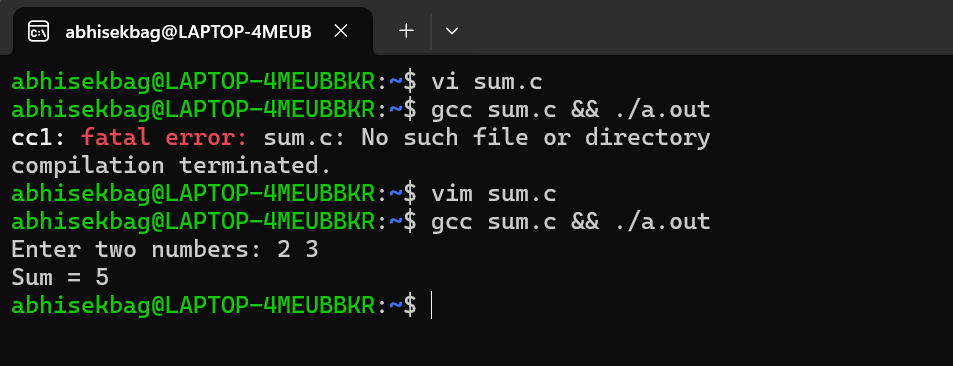 abhisekbag@LAPTOP-4MEUB
abhisekbag@LAPTOP-4MEUBBKR:~$ vi sum.c
abhisekbag@LAPTOP-4MEUBBKR:~$ gcc sum.c && ./a.out
cc1: fatal error: sum.c: No such file or directory
compilation terminated.
abhisekbag@LAPTOP-4MEUBBKR:~$ vim sum.c
abhisekbag@LAPTOP-4MEUBBKR:~$ gcc sum.c && ./a.out
Enter two numbers: 2 3
Sum = 5
abhisekbag@LAPTOP-4MEUBBKR:~$